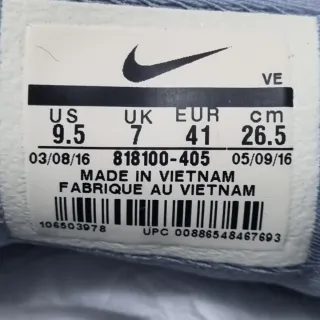 VE
US UK EUR cm
9.5 7 41 26.5
03/08/16 818100-405 05/09/16
MADE IN VIETNAM
FABRIQUE AU VIETNAM
106503978 UPC 00886548467693